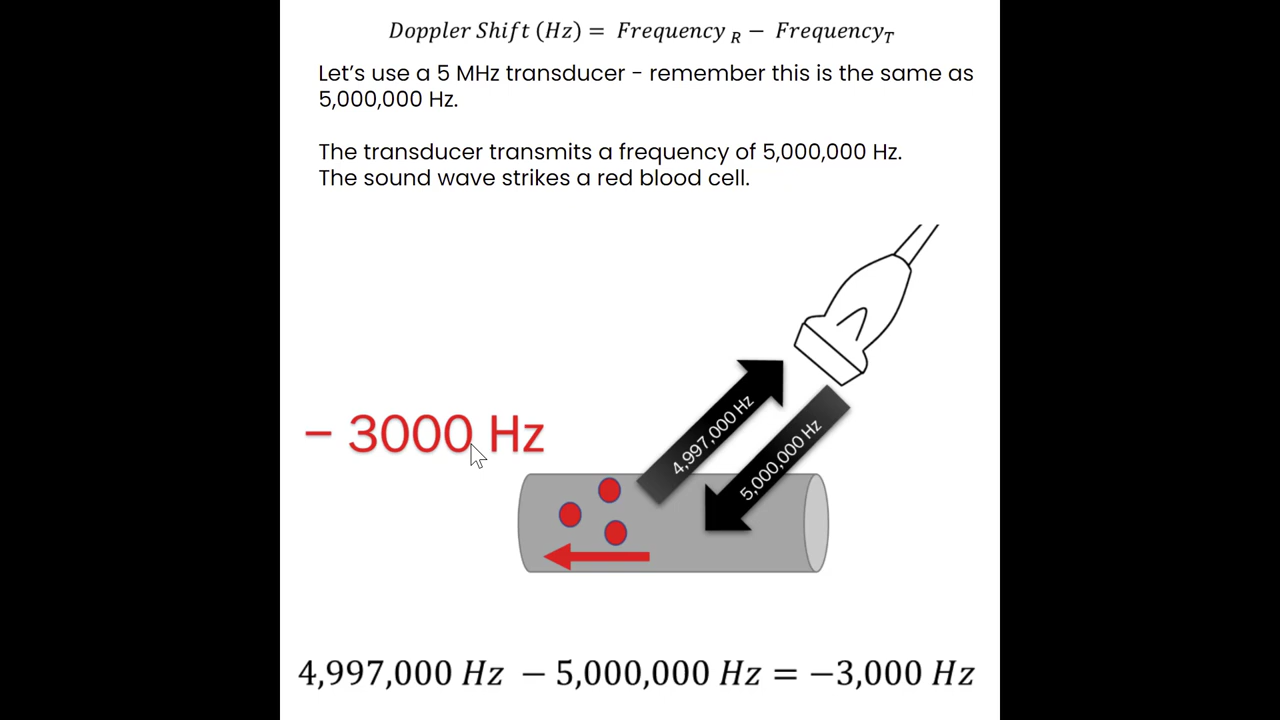 Doppler Shift (Hz) = Frequency R − Frequency T
Let’s use a 5 MHz transducer - remember this is the same as
5,000,000 Hz.
The transducer transmits a frequency of 5,000,000 Hz.
The sound wave strikes a red blood cell.
4,997,000 Hz
5,000,000 Hz
– 3000 Hz
4,997,000 Hz − 5,000,000 Hz = −3,000 Hz